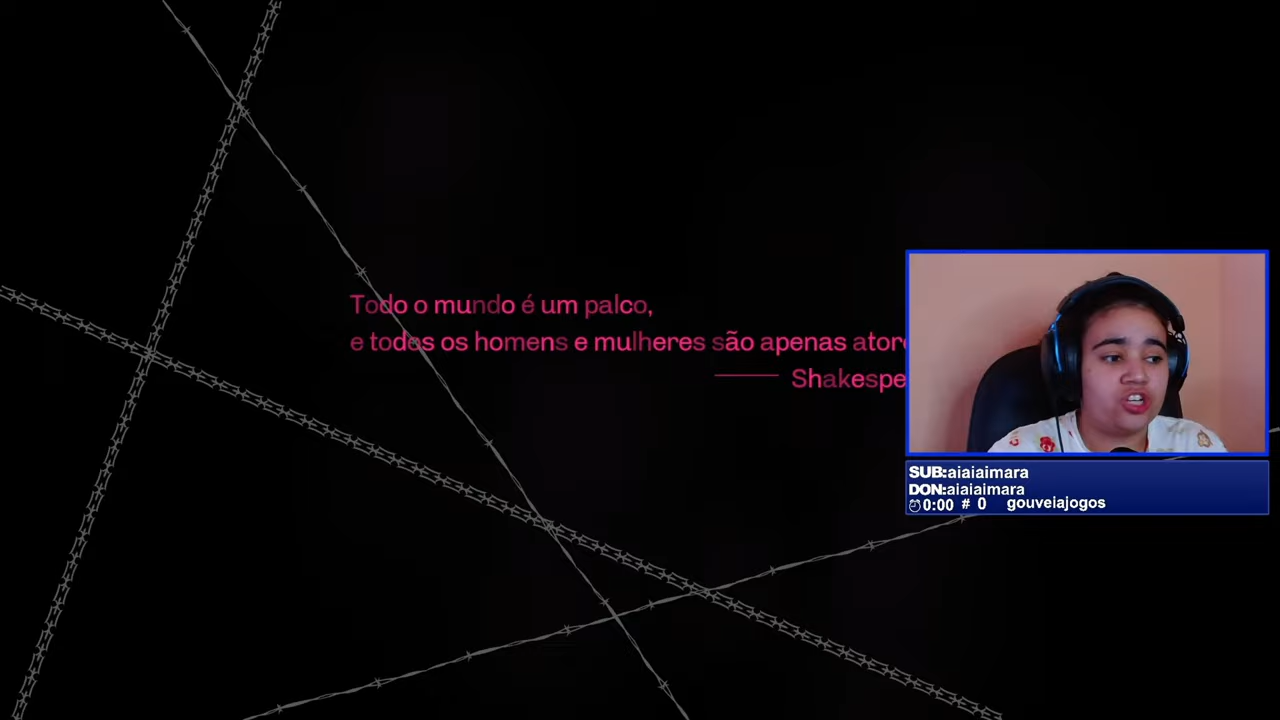 Todo o mundo é um palco,
e todos os homens e mulheres são apenas
Shakespe
SUB:aiaiaimara
DON:aiaiaimara
0:00 # 0 gouveiajogos